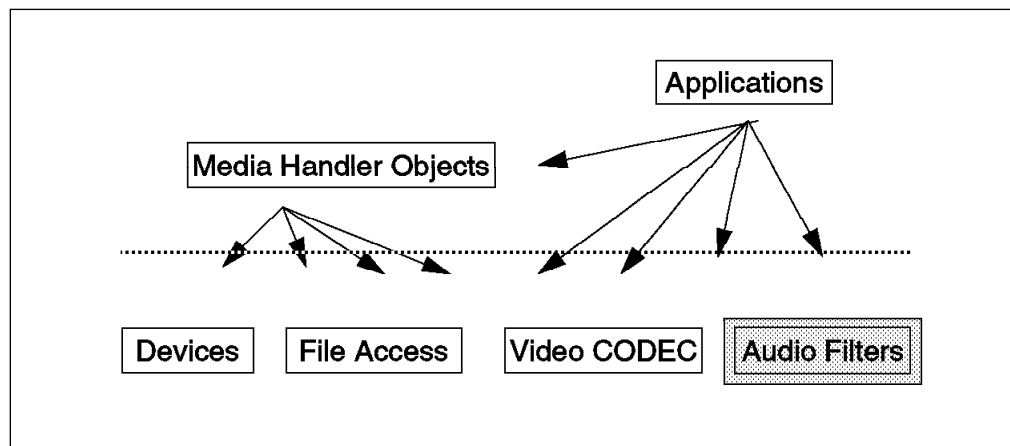 Applications
Media Handler Objects
Devices
File Access
Video CODEC
Audio Filters